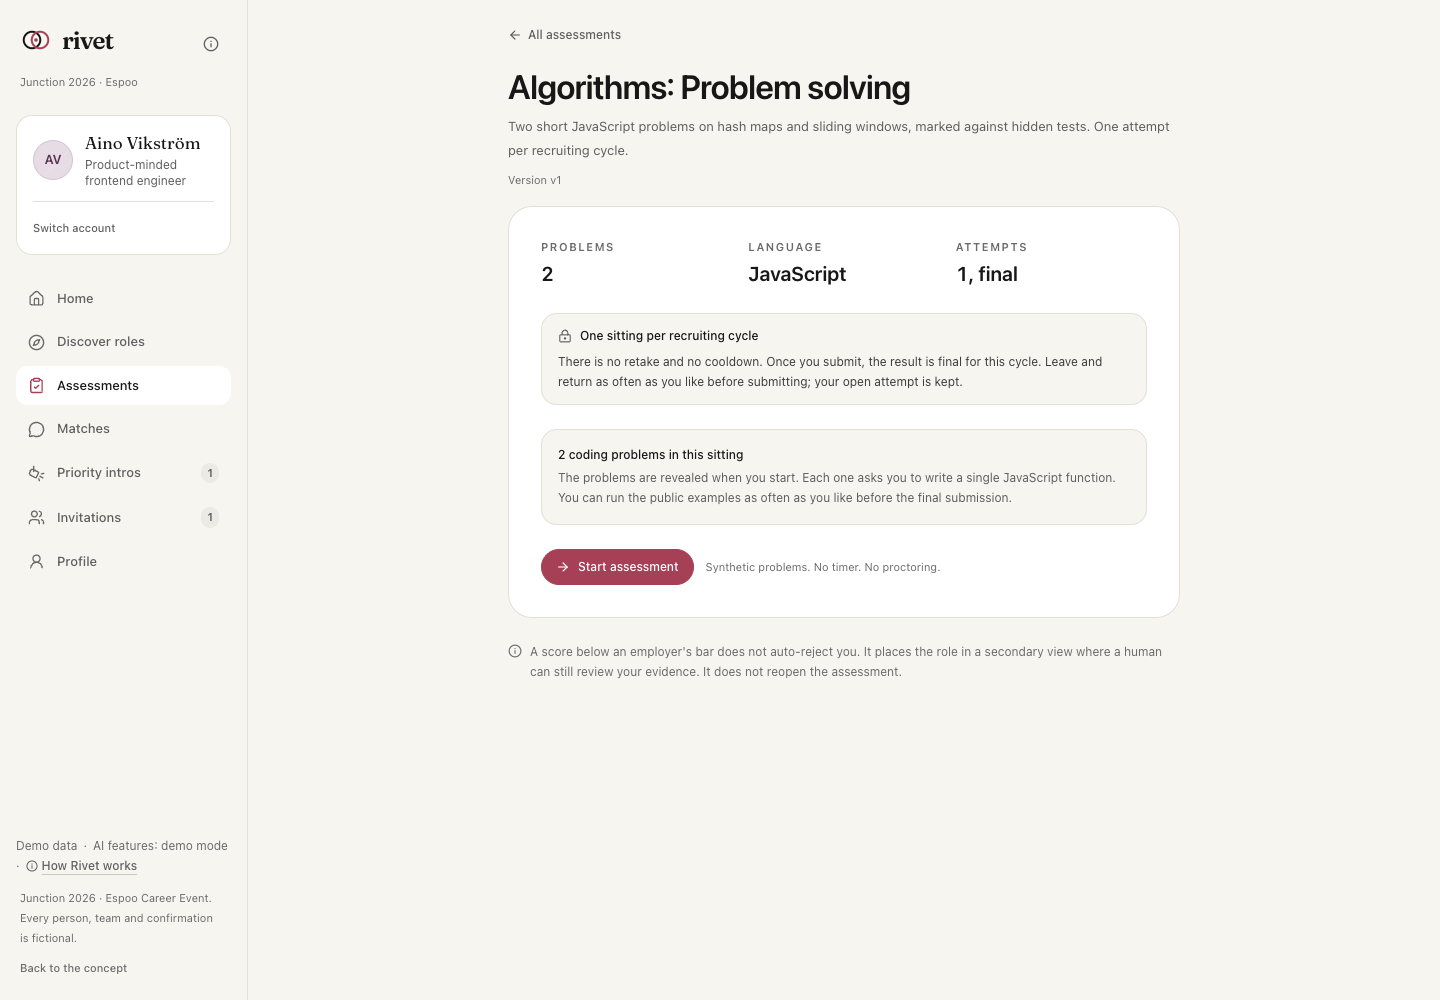 rivet
Junction 2026 · Espoo
AV
Aino Vikström
Product-minded
frontend engineer
Switch account
Home
Discover roles
Assessments
Matches
Priority intros 1
Invitations 1
Profile
Demo data · AI features: demo mode
· How Rivet works
Junction 2026 · Espoo Career Event.
Every person, team and confirmation
is fictional.
Back to the concept
All assessments
Algorithms: Problem solving
Two short JavaScript problems on hash maps and sliding windows, marked against hidden tests. One attempt
per recruiting cycle.
Version v1
PROBLEMS
2
LANGUAGE
JavaScript
ATTEMPTS
1, final
One sitting per recruiting cycle
There is no retake and no cooldown. Once you submit, the result is final for this cycle. Leave and
return as often as you like before submitting; your open attempt is kept.
2 coding problems in this sitting
The problems are revealed when you start. Each one asks you to write a single JavaScript function.
You can run the public examples as often as you like before the final submission.
Start assessment
Synthetic problems. No timer. No proctoring.
A score below an employer's bar does not auto-reject you. It places the role in a secondary view where a human
can still review your evidence. It does not reopen the assessment.